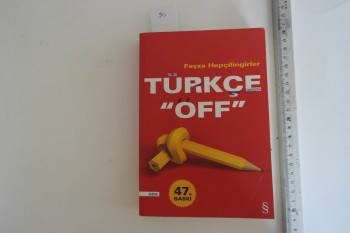 Feyza Hepçilingirler
TÜRKÇE
"OFF"
47.
BASKI